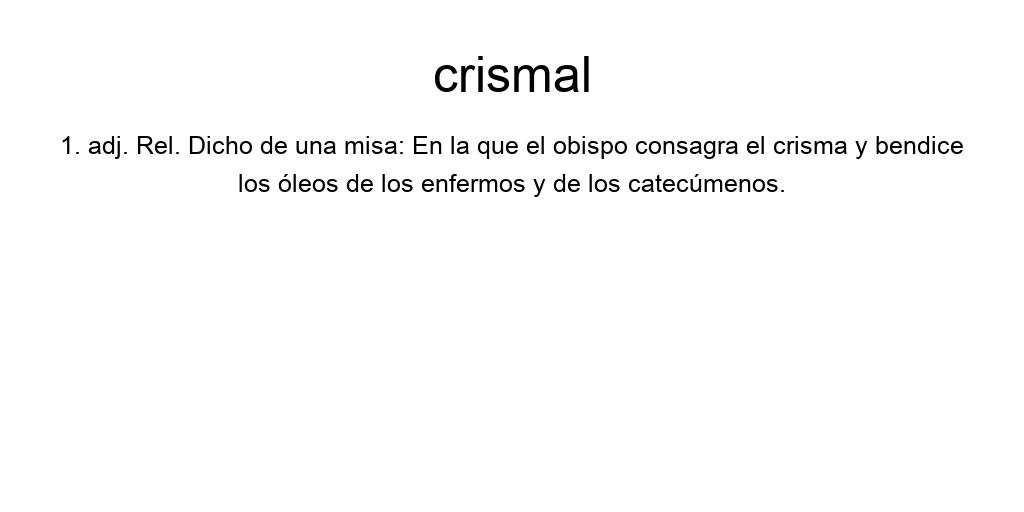 crismal
1. adj. Rel. Dicho de una misa: En la que el obispo consagra el crisma y bendice
los óleos de los enfermos y de los catecúmenos.